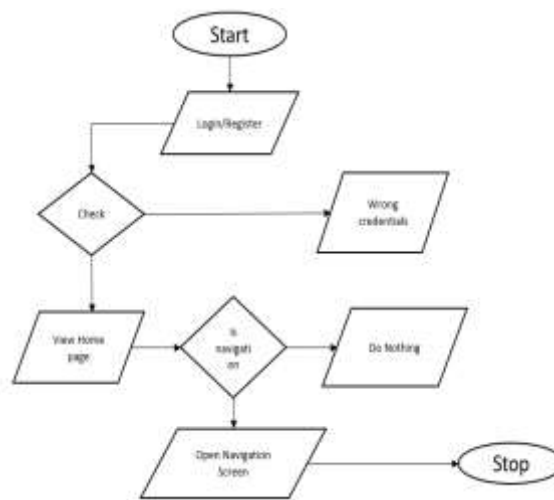 Start
Login/Register
Check
Wrong
credentials
View Home
page
Is
navigati
on
Do Nothing
Open Navigation
Screen
Stop